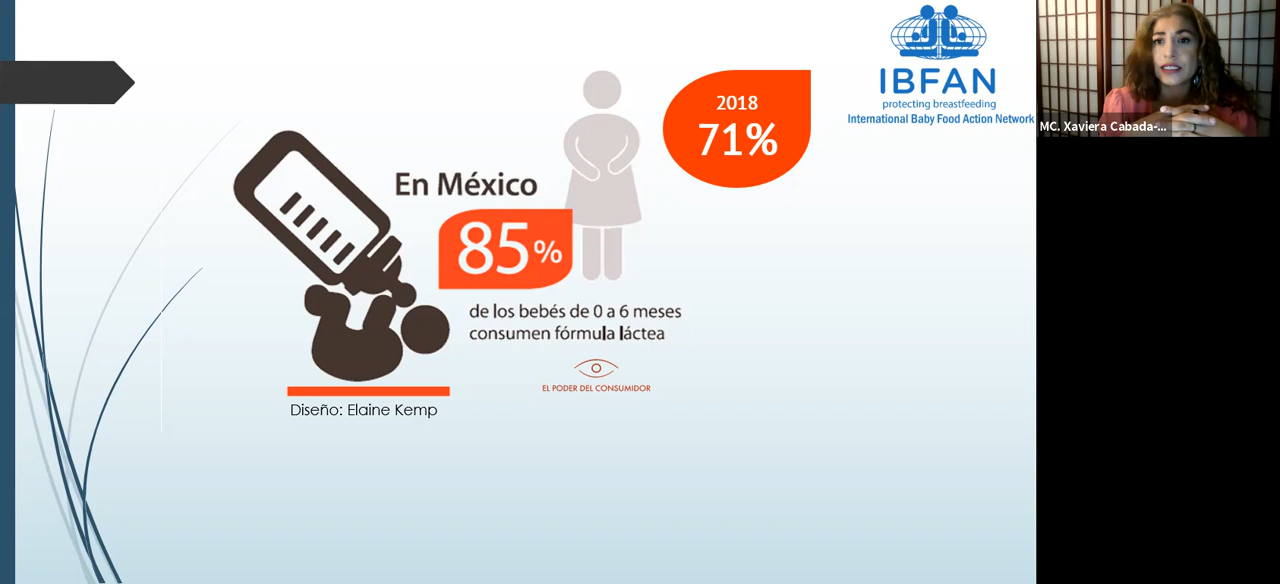 2018
71%
En México
85%
de los bebés de 0 a 6 meses
consumen fórmula láctea
EL PODER DEL CONSUMIDOR
Diseño: Elaine Kemp
IBFAN
protecting breastfeeding
International Baby Food Action Network
MC. Xaviera Cabada-...